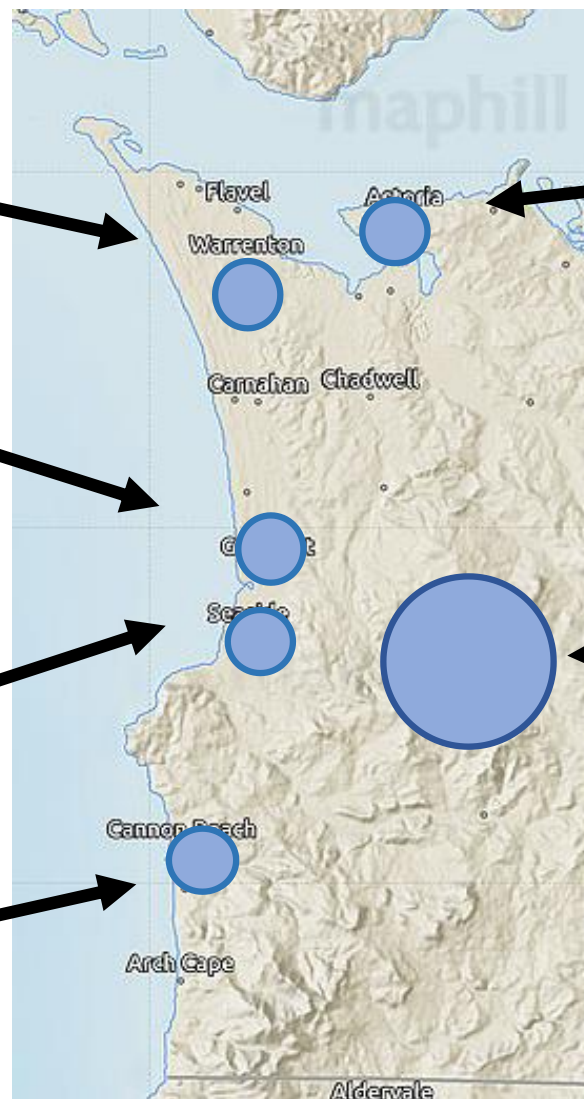 maphill
Flavel
Astoria
Warrenton
Carnahan
Chadwell
Seaside
Cannon Beach
Arch Cape
Aldervale